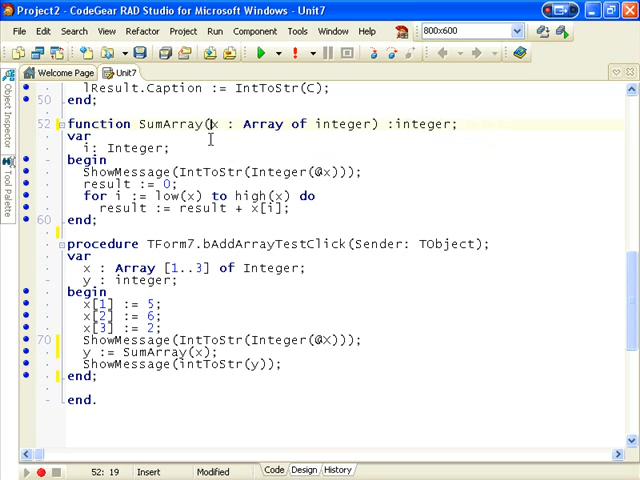 Project2 - CodeGear RAD Studio for Microsoft Windows - Unit7
File Edit Search View Refactor Project Run Component Tools Window Help
800x600
Welcome Page Unit7
Object Inspector
Tool Palette
lResult.Caption := IntToStr(C);
50 end;
52 function SumArray(x : Array of integer) :integer;
var
i: Integer;
begin
ShowMessage(IntToStr(Integer(@x)));
result := 0;
for i := low(x) to high(x) do
result := result + x[i];
60 end;
procedure TForm7.bAddArrayTestClick(Sender: TObject);
var
x : Array [1..3] of Integer;
y : integer;
begin
x[1] := 5;
x[2] := 6;
x[3] := 2;
70 ShowMessage(IntToStr(Integer(@X)));
y := SumArray(x);
ShowMessage(intToStr(y));
end;
end.
52: 19 Insert Modified Code Design History